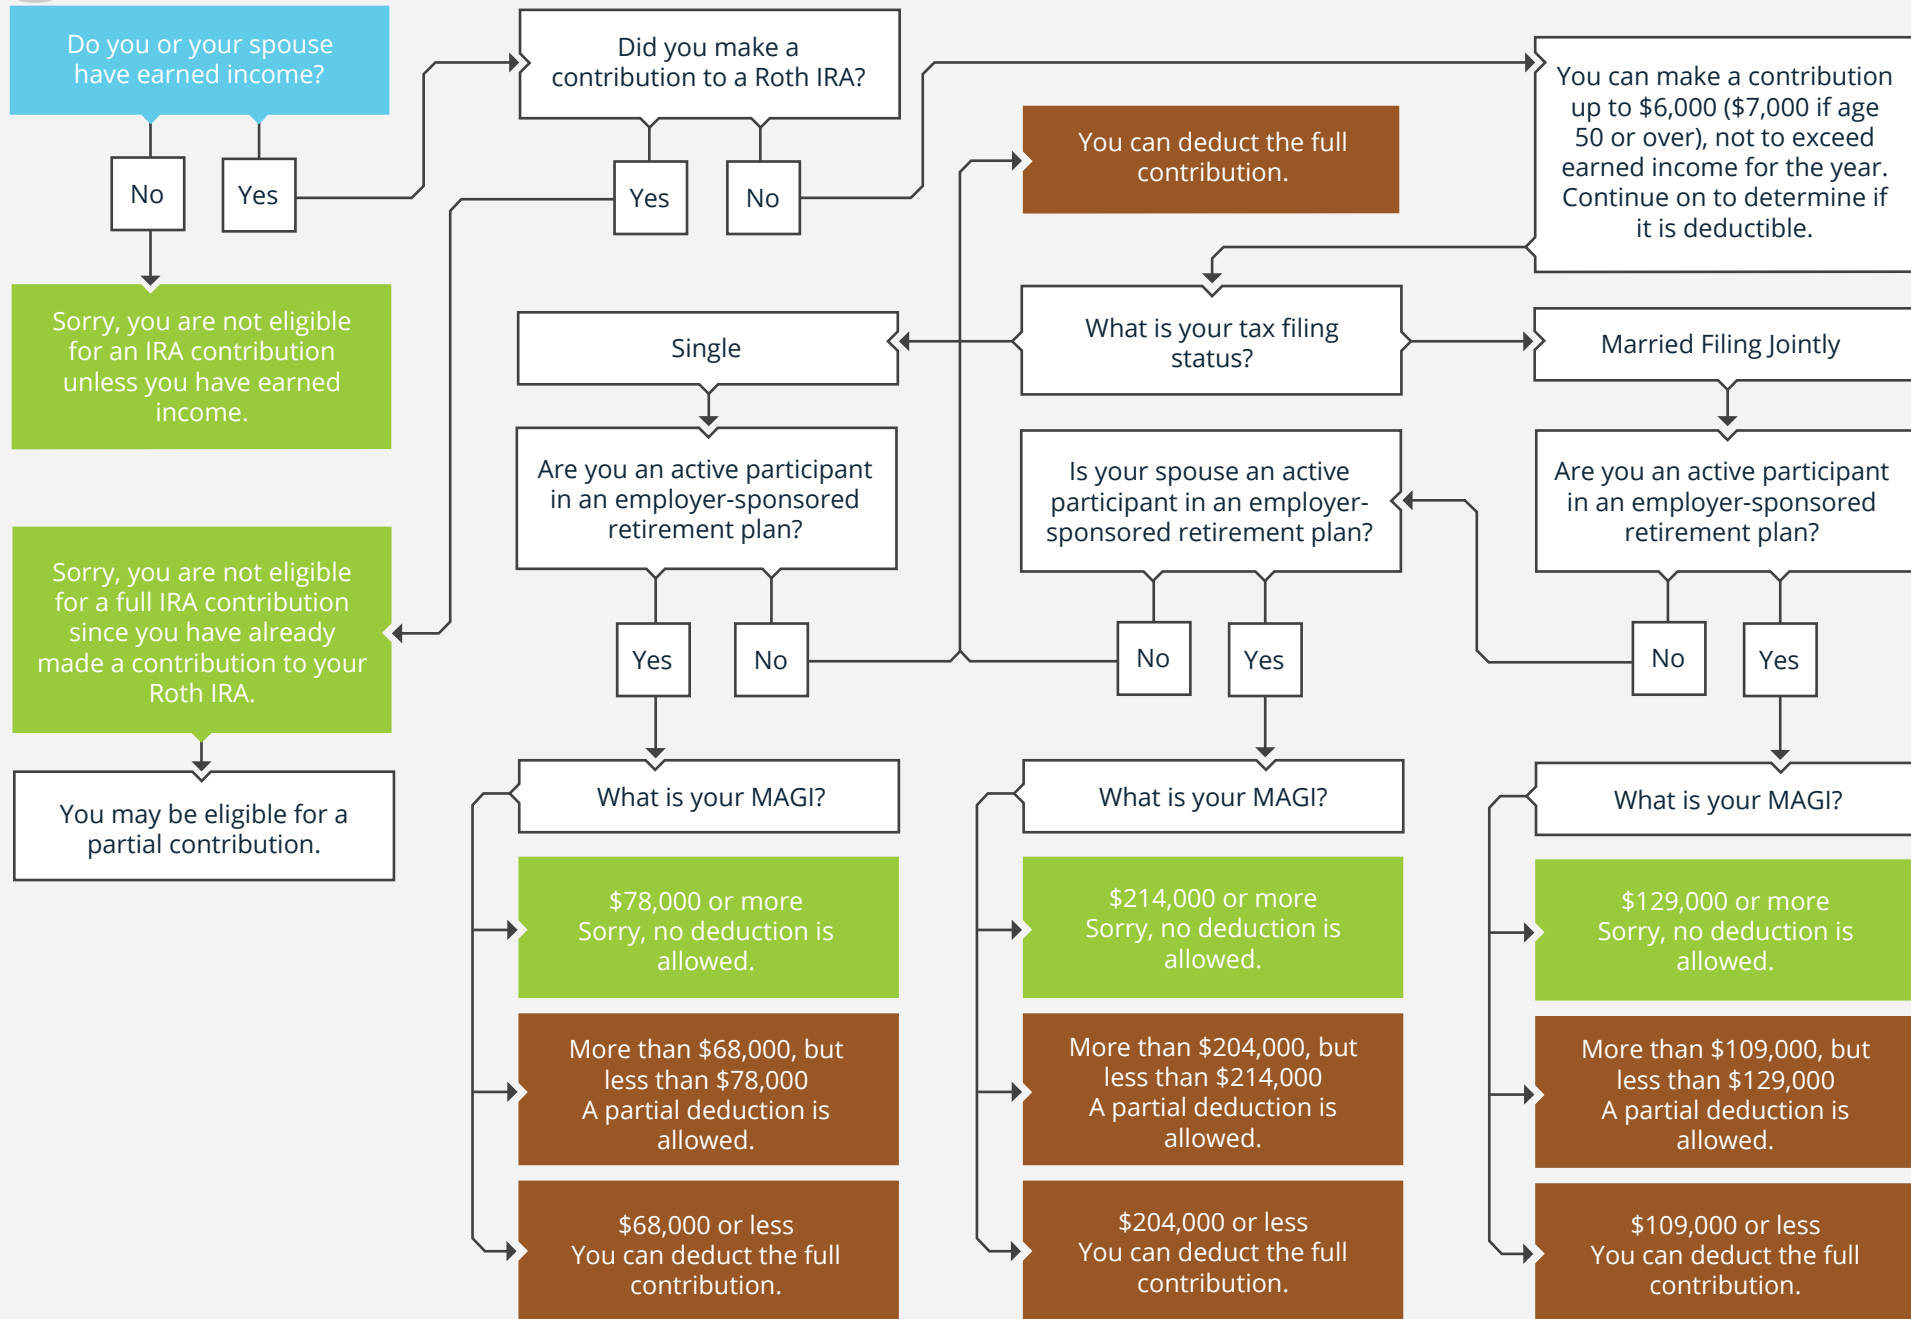 Do you or your spouse
have earned income?
No
Yes
Sorry, you are not eligible
for an IRA contribution
unless you have earned
income.
Did you make a
contribution to a Roth IRA?
Yes
No
Sorry, you are not eligible
for a full IRA contribution
since you have already
made a contribution to your
Roth IRA.
You may be eligible for a
partial contribution.
You can make a contribution
up to $6,000 ($7,000 if age
50 or over), not to exceed
earned income for the year.
Continue on to determine if
it is deductible.
You can deduct the full
contribution.
What is your tax filing
status?
Single
Married Filing Jointly
Are you an active participant
in an employer-sponsored
retirement plan?
Yes
No
Is your spouse an active
participant in an employer-
sponsored retirement plan?
No
Yes
Are you an active participant
in an employer-sponsored
retirement plan?
No
Yes
What is your MAGI?
$78,000 or more
Sorry, no deduction is
allowed.
More than $68,000, but
less than $78,000
A partial deduction is
allowed.
$68,000 or less
You can deduct the full
contribution.
What is your MAGI?
$214,000 or more
Sorry, no deduction is
allowed.
More than $204,000, but
less than $214,000
A partial deduction is
allowed.
$204,000 or less
You can deduct the full
contribution.
What is your MAGI?
$129,000 or more
Sorry, no deduction is
allowed.
More than $109,000, but
less than $129,000
A partial deduction is
allowed.
$109,000 or less
You can deduct the full
contribution.